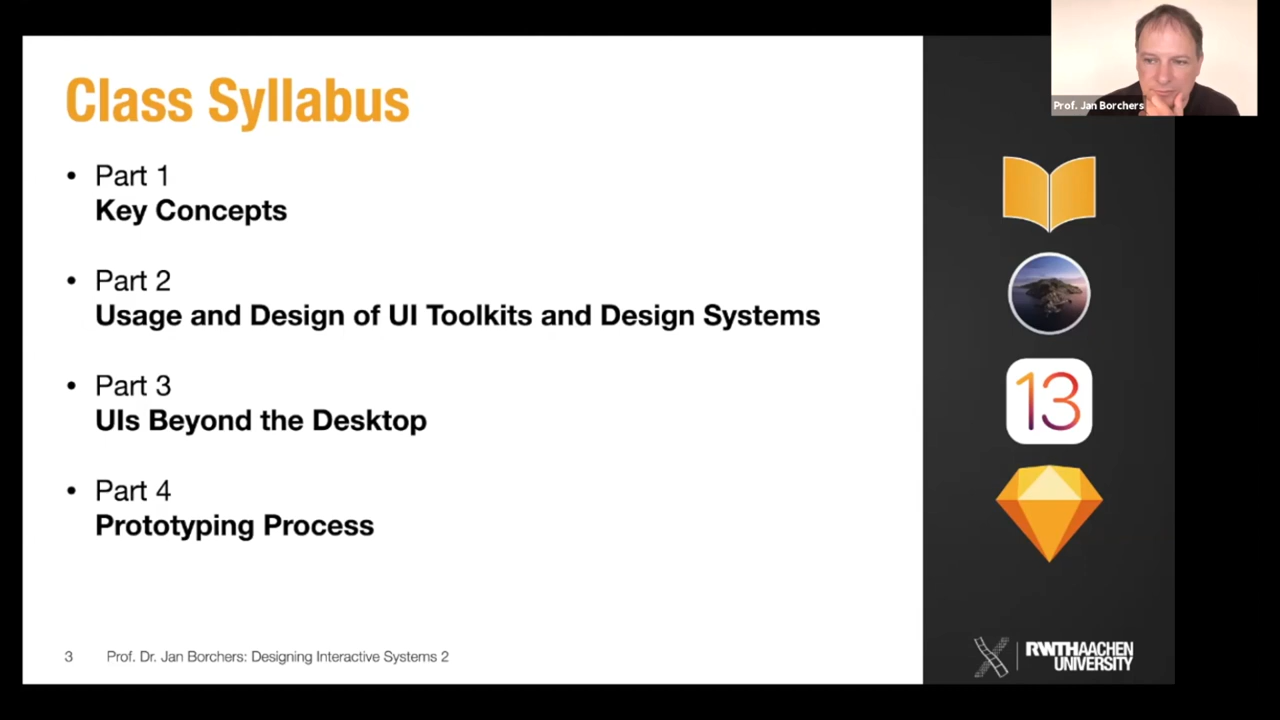 Class Syllabus
Prof. Jan Borchers
• Part 1
Key Concepts
• Part 2
Usage and Design of UI Toolkits and Design Systems
• Part 3
UIs Beyond the Desktop
13
• Part 4
Prototyping Process
3 Prof. Dr. Jan Borchers: Designing Interactive Systems 2
RWTHAACHEN
UNIVERSITY